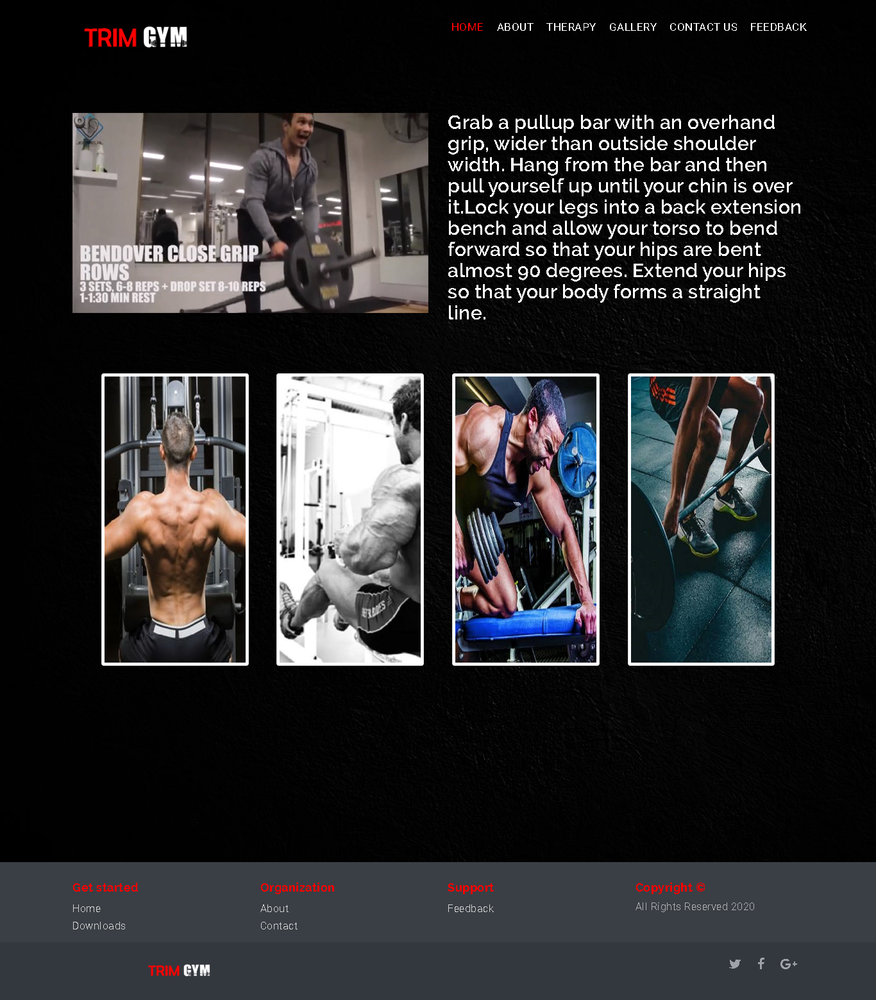 TRIM GYM
HOME ABOUT THERAPY GALLERY CONTACT US FEEDBACK
BENDOVER CLOSE GRIP
ROWS
3 SETS, 6-8 REPS + DROP SET 8-10 REPS
1-1:30 MIN REST
Grab a pullup bar with an overhand
grip, wider than outside shoulder
width. Hang from the bar and then
pull yourself up until your chin is over
it.Lock your legs into a back extension
bench and allow your torso to bend
forward so that your hips are bent
almost 90 degrees. Extend your hips
so that your body forms a straight
line.
Get started
Home
Downloads
Organization
About
Contact
Support
Feedback
Copyright ©
All Rights Reserved 2020
TRIM GYM